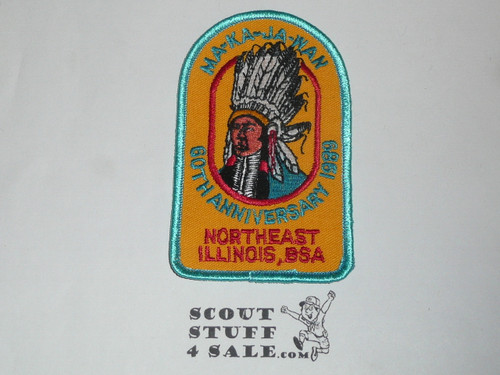 MA-KA-JA-WAN
60TH ANNIVERSARY 1989
NORTHEAST
ILLINOIS, BSA
SCOUT
STUFF
4 SALE.com